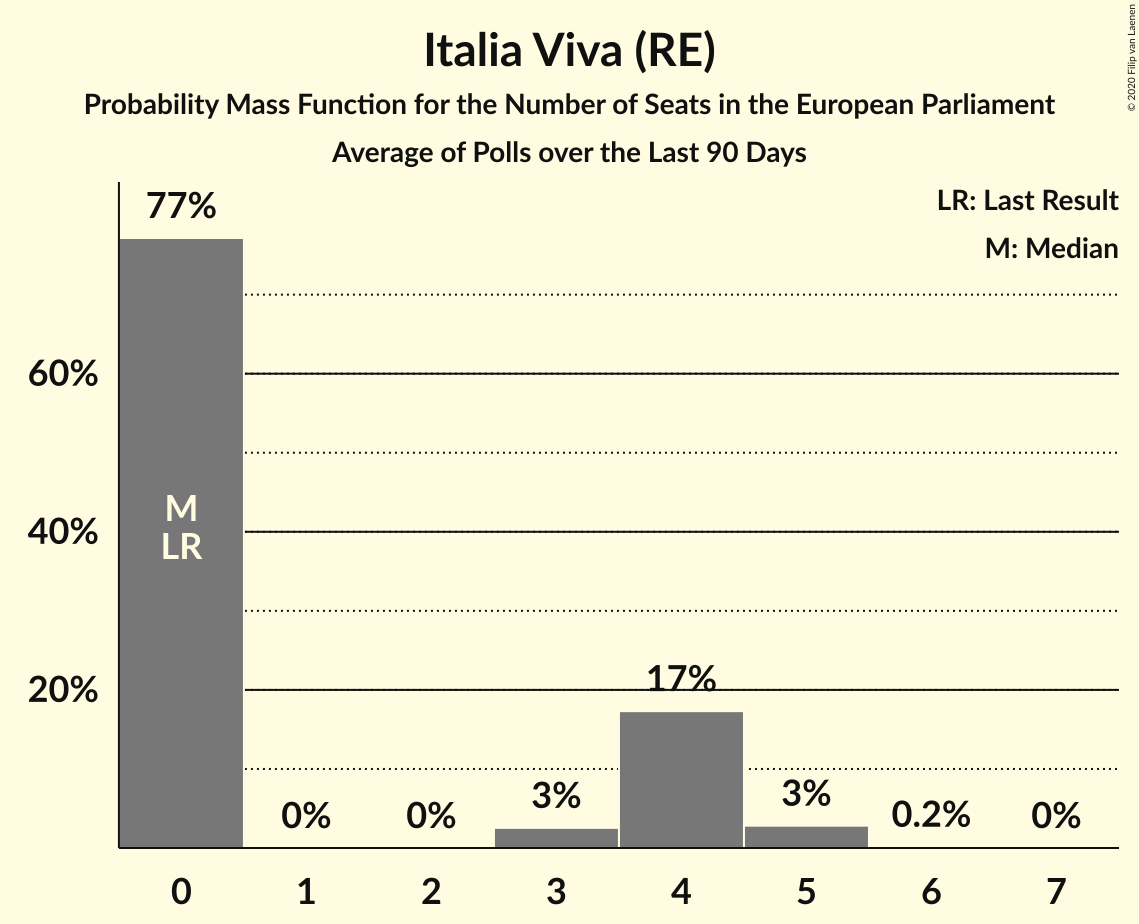 Italia Viva (RE)
Probability Mass Function for the Number of Seats in the European Parliament
Average of Polls over the Last 90 Days
© 2020 Filip van Laenen
LR: Last Result
M: Median
77%
60%
40%
20%
M
LR
0%
0%
3%
17%
3%
0.2%
0%
0
1
2
3
4
5
6
7